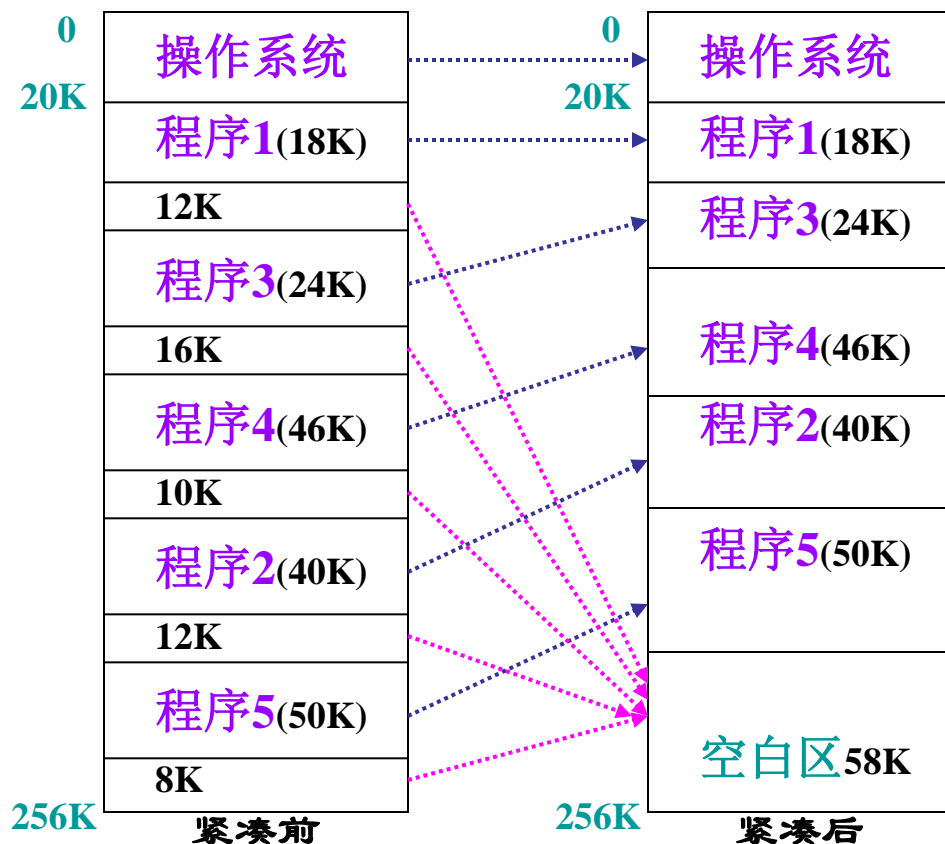 0
操作系统
20K
程序1(18K)
12K
程序3(24K)
16K
程序4(46K)
10K
程序2(40K)
12K
程序5(50K)
8K
256K
紧凑前
0
操作系统
20K
程序1(18K)
程序3(24K)
程序4(46K)
程序2(40K)
程序5(50K)
空白区58K
256K
紧凑后